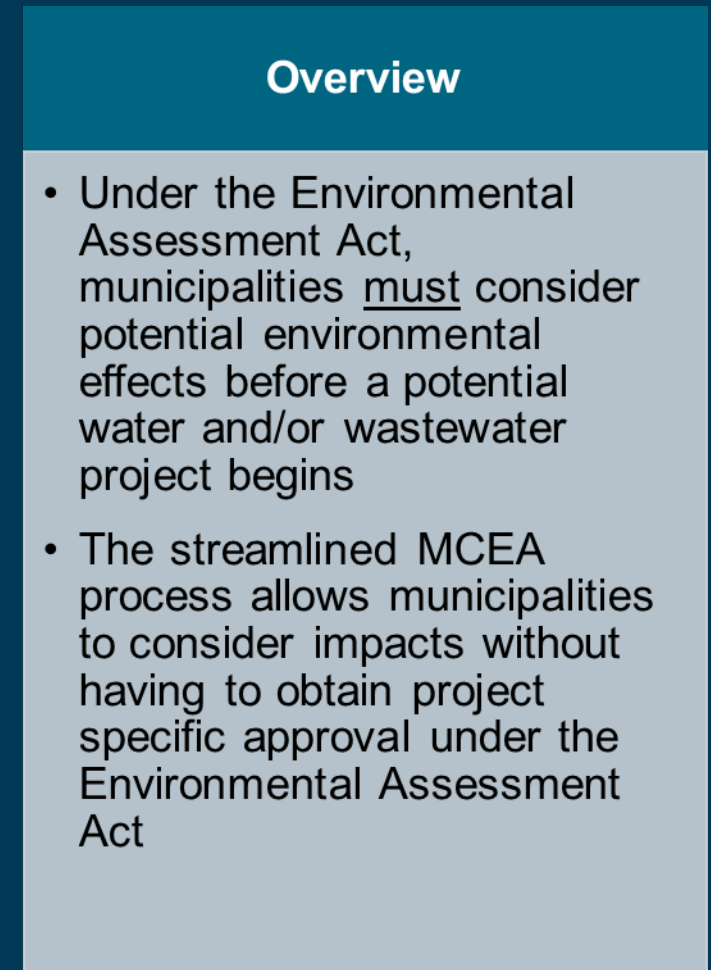 Overview
• Under the Environmental
Assessment Act,
municipalities must consider
potential environmental
effects before a potential
water and/or wastewater
project begins
• The streamlined MCEA
process allows municipalities
to consider impacts without
having to obtain project
specific approval under the
Environmental Assessment
Act